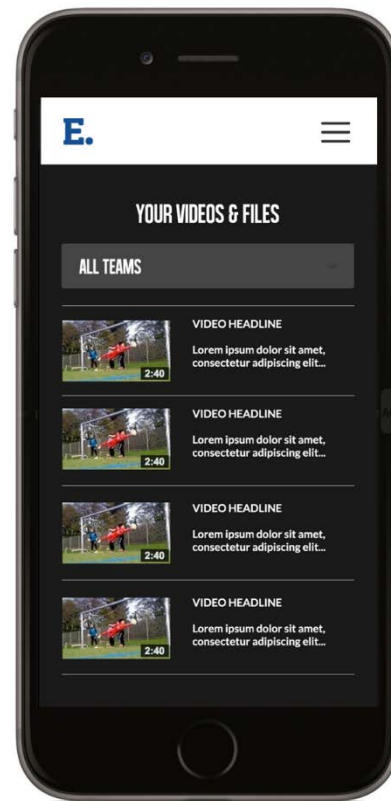 E.
YOUR VIDEOS & FILES
ALL TEAMS
2:40
VIDEO HEADLINE
Lorem ipsum dolor sit amet,
consectetur adipiscing elit...
2:40
VIDEO HEADLINE
Lorem ipsum dolor sit amet,
consectetur adipiscing elit...
2:40
VIDEO HEADLINE
Lorem ipsum dolor sit amet,
consectetur adipiscing elit...
2:40
VIDEO HEADLINE
Lorem ipsum dolor sit amet,
consectetur adipiscing elit...